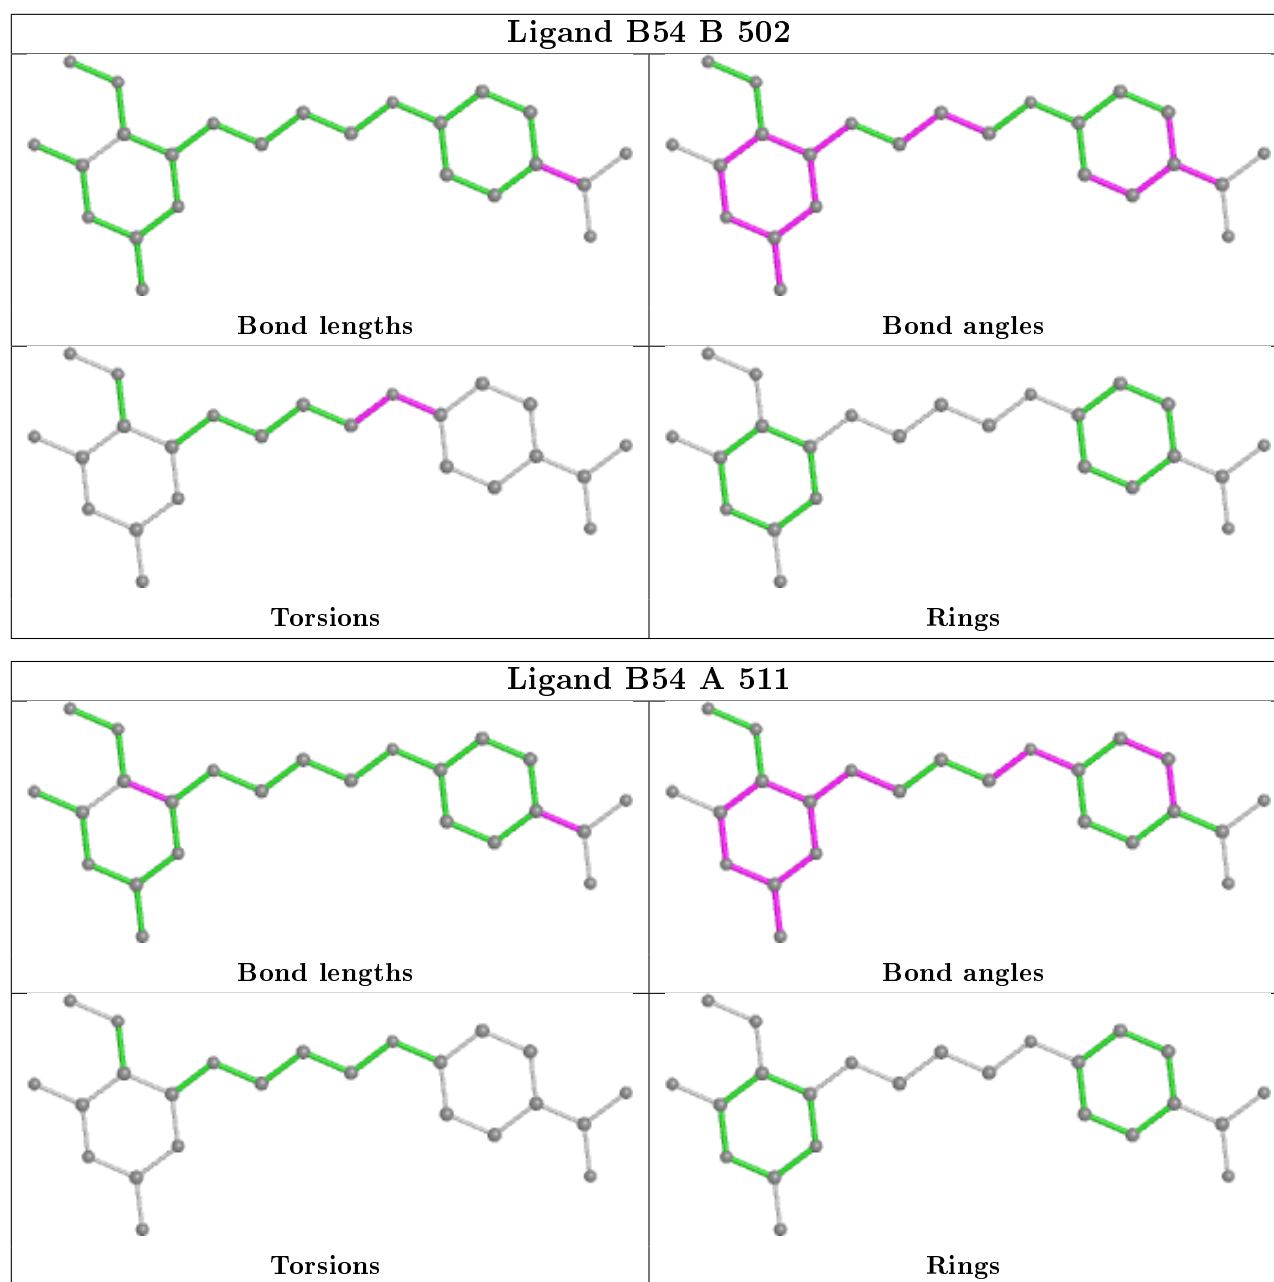 Ligand B54 B 502
Bond lengths
Bond angles
Torsions
Rings
Ligand B54 A 511
Bond lengths
Bond angles
Torsions
Rings